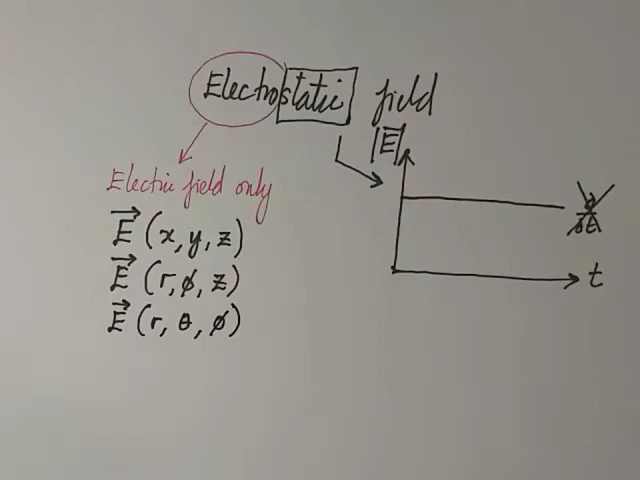 Electrostatic field
|E|
Electric field only
E (x, y, z)
E (r, ϕ, z)
E (r, θ, ϕ)
t